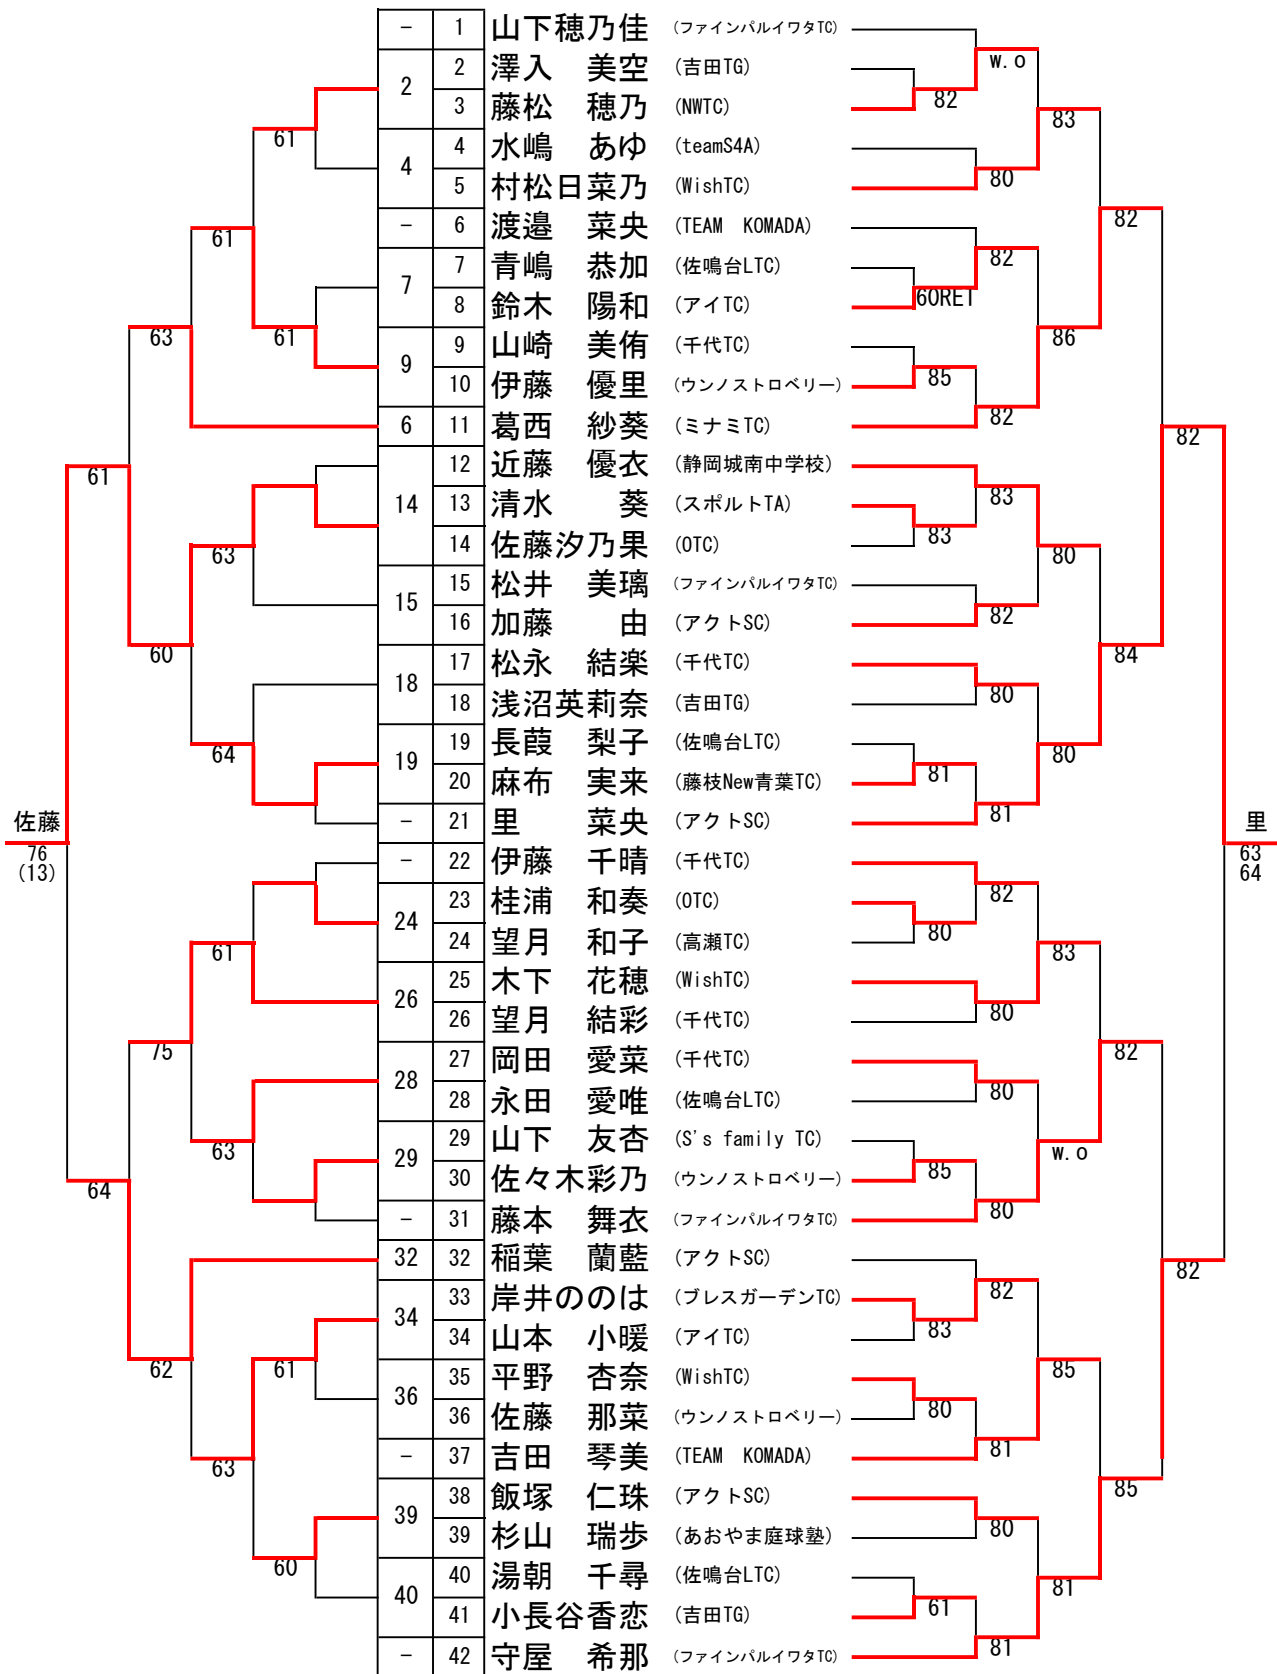 － 1 山下穂乃佳 (ファインパルイワタTC)
2 2 澤入　美空 (吉田TG) w.o
3 藤松　穂乃 (NWTC) 82
61 83
4 4 水嶋　あゆ (teamS4A)
5 村松日菜乃 (WishTC) 80
－ 6 渡邉　菜央 (TEAM　KOMADA)
61 82
7 7 青嶋　恭加 (佐鳴台LTC) 82
8 鈴木　陽和 (アイTC) 60RET
63 61 86
9 9 山崎　美侑 (千代TC)
10 伊藤　優里 (ウンノストロベリー) 85
6 11 葛西　紗葵 (ミナミTC) 82
82
14 12 近藤　優衣 (静岡城南中学校)
61
13 清水　　葵 (スポルトTA) 83
14 佐藤汐乃果 (OTC) 83
63 80
15 15 松井　美璃 (ファインパルイワタTC)
16 加藤　　由 (アクトSC) 82
60 84
18 17 松永　結楽 (千代TC)
18 浅沼英莉奈 (吉田TG) 80
64 80
19 19 長葭　梨子 (佐鳴台LTC)
20 麻布　実来 (藤枝New青葉TC) 81
－ 21 里　　菜央 (アクトSC) 81
佐藤 里
76 63
(13) 64
－ 22 伊藤　千晴 (千代TC)
24 23 桂浦　和奏 (OTC) 82
24 望月　和子 (高瀬TC) 80
61 83
26 25 木下　花穂 (WishTC)
26 望月　結彩 (千代TC) 80
75 82
28 27 岡田　愛菜 (千代TC)
28 永田　愛唯 (佐鳴台LTC) 80
63 w.o
29 29 山下　友杏 (S's family TC)
30 佐々木彩乃 (ウンノストロベリー) 85
64
－ 31 藤本　舞衣 (ファインパルイワタTC) 80
32 32 稲葉　蘭藍 (アクトSC)
82
34 33 岸井ののは (ブレスガーデンTC) 82
34 山本　小暖 (アイTC) 83
62 61 85
36 35 平野　杏奈 (WishTC)
36 佐藤　那菜 (ウンノストロベリー) 80
－ 37 吉田　琴美 (TEAM　KOMADA) 81
63 85
39 38 飯塚　仁珠 (アクトSC)
39 杉山　瑞歩 (あおやま庭球塾) 80
60 81
40 40 湯朝　千尋 (佐鳴台LTC)
41 小長谷香恋 (吉田TG) 61
－ 42 守屋　希那 (ファインパルイワタTC) 81